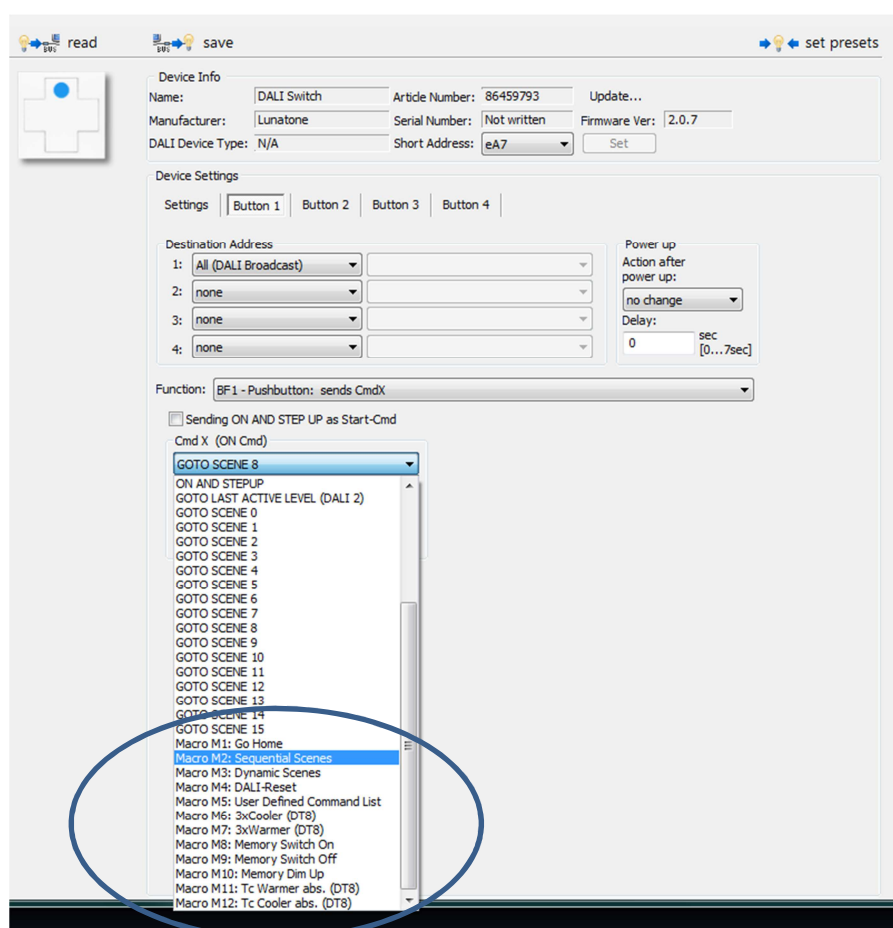 read save set presets
Device Info
Name: DALI Switch Article Number: 86459793 Update...
Manufacturer: Lunatone Serial Number: Not written Firmware Ver: 2.0.7
DALI Device Type: N/A Short Address: eA7 Set
Device Settings
Settings Button 1 Button 2 Button 3 Button 4
Destination Address Power up
1: All (DALI Broadcast) Action after
power up:
2: none no change
3: none Delay:
4: none 0 sec
[0...7sec]
Function: BF1 - Pushbutton: sends CmdX
Sending ON AND STEP UP as Start-Cmd
Cmd X (ON Cmd)
GOTO SCENE 8
ON AND STEPUP
GOTO LAST ACTIVE LEVEL (DALI 2)
GOTO SCENE 0
GOTO SCENE 1
GOTO SCENE 2
GOTO SCENE 3
GOTO SCENE 4
GOTO SCENE 5
GOTO SCENE 6
GOTO SCENE 7
GOTO SCENE 8
GOTO SCENE 9
GOTO SCENE 10
GOTO SCENE 11
GOTO SCENE 12
GOTO SCENE 13
GOTO SCENE 14
GOTO SCENE 15
Macro M1: Go Home
Macro M2: Sequential Scenes
Macro M3: Dynamic Scenes
Macro M4: DALI-Reset
Macro M5: User Defined Command List
Macro M6: 3xCooler (DT8)
Macro M7: 3xWarmer (DT8)
Macro M8: Memory Switch On
Macro M9: Memory Switch Off
Macro M10: Memory Dim Up
Macro M11: Tc Warmer abs. (DT8)
Macro M12: Tc Cooler abs. (DT8)